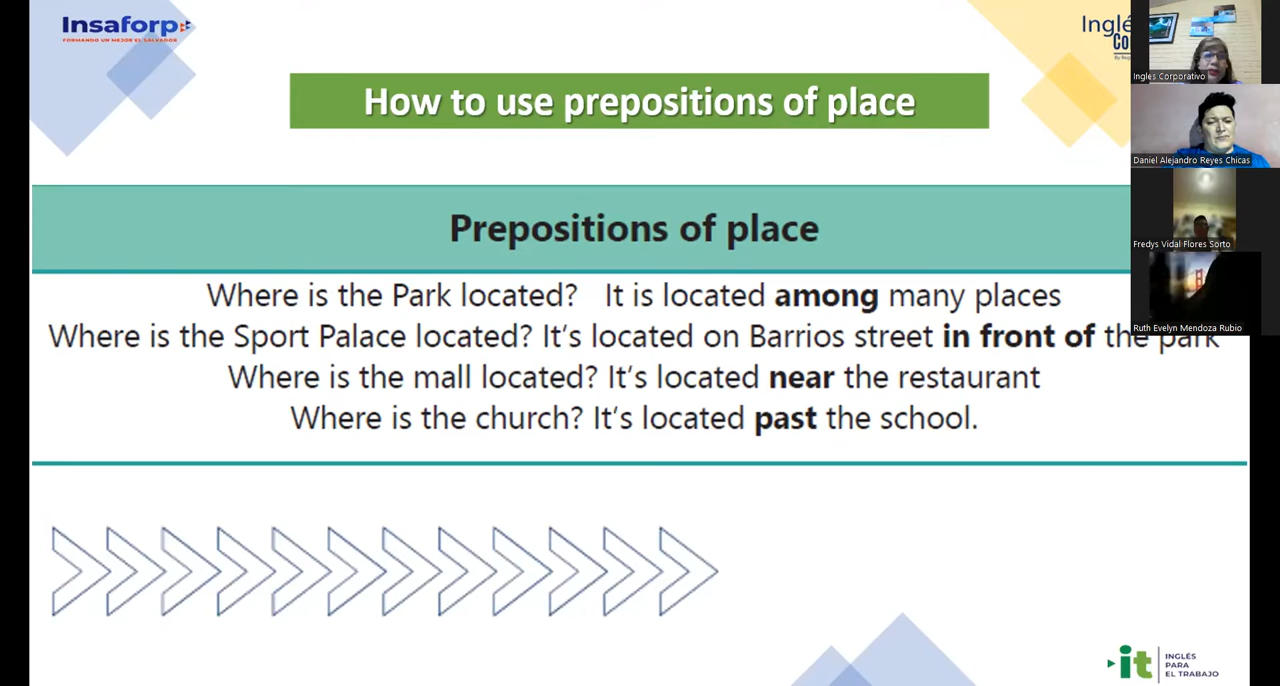 Insaforp
FORMANDO UN MEJOR EL SALVADOR
Inglé
Co
How to use prepositions of place
Ingles Corporativo
Daniel Alejandro Reyes Chicas
Prepositions of place
Fredys Vidal Flores Sorto
Where is the Park located? It is located among many places
Where is the Sport Palace located? It's located on Barrios street in front of the park
Ruth Evelyn Mendoza Rubio
Where is the mall located? It's located near the restaurant
Where is the church? It's located past the school.
it
INGLÉS
PARA
EL TRABAJO